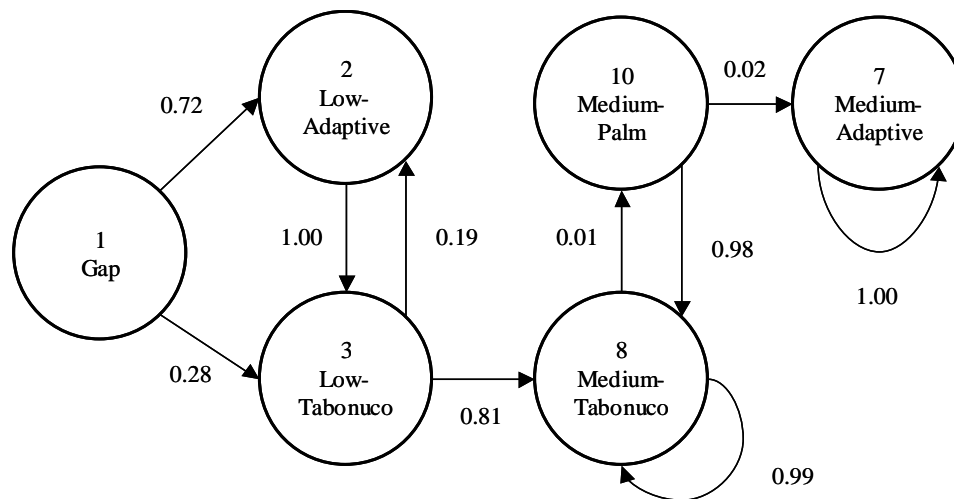 2
Low-
Adaptive
10
Medium-
Palm
7
Medium-
Adaptive
0.02
0.72
1
Gap
1.00
0.19
0.01
0.98
1.00
0.28
3
Low-
Tabonuco
8
Medium-
Tabonuco
0.81
0.99